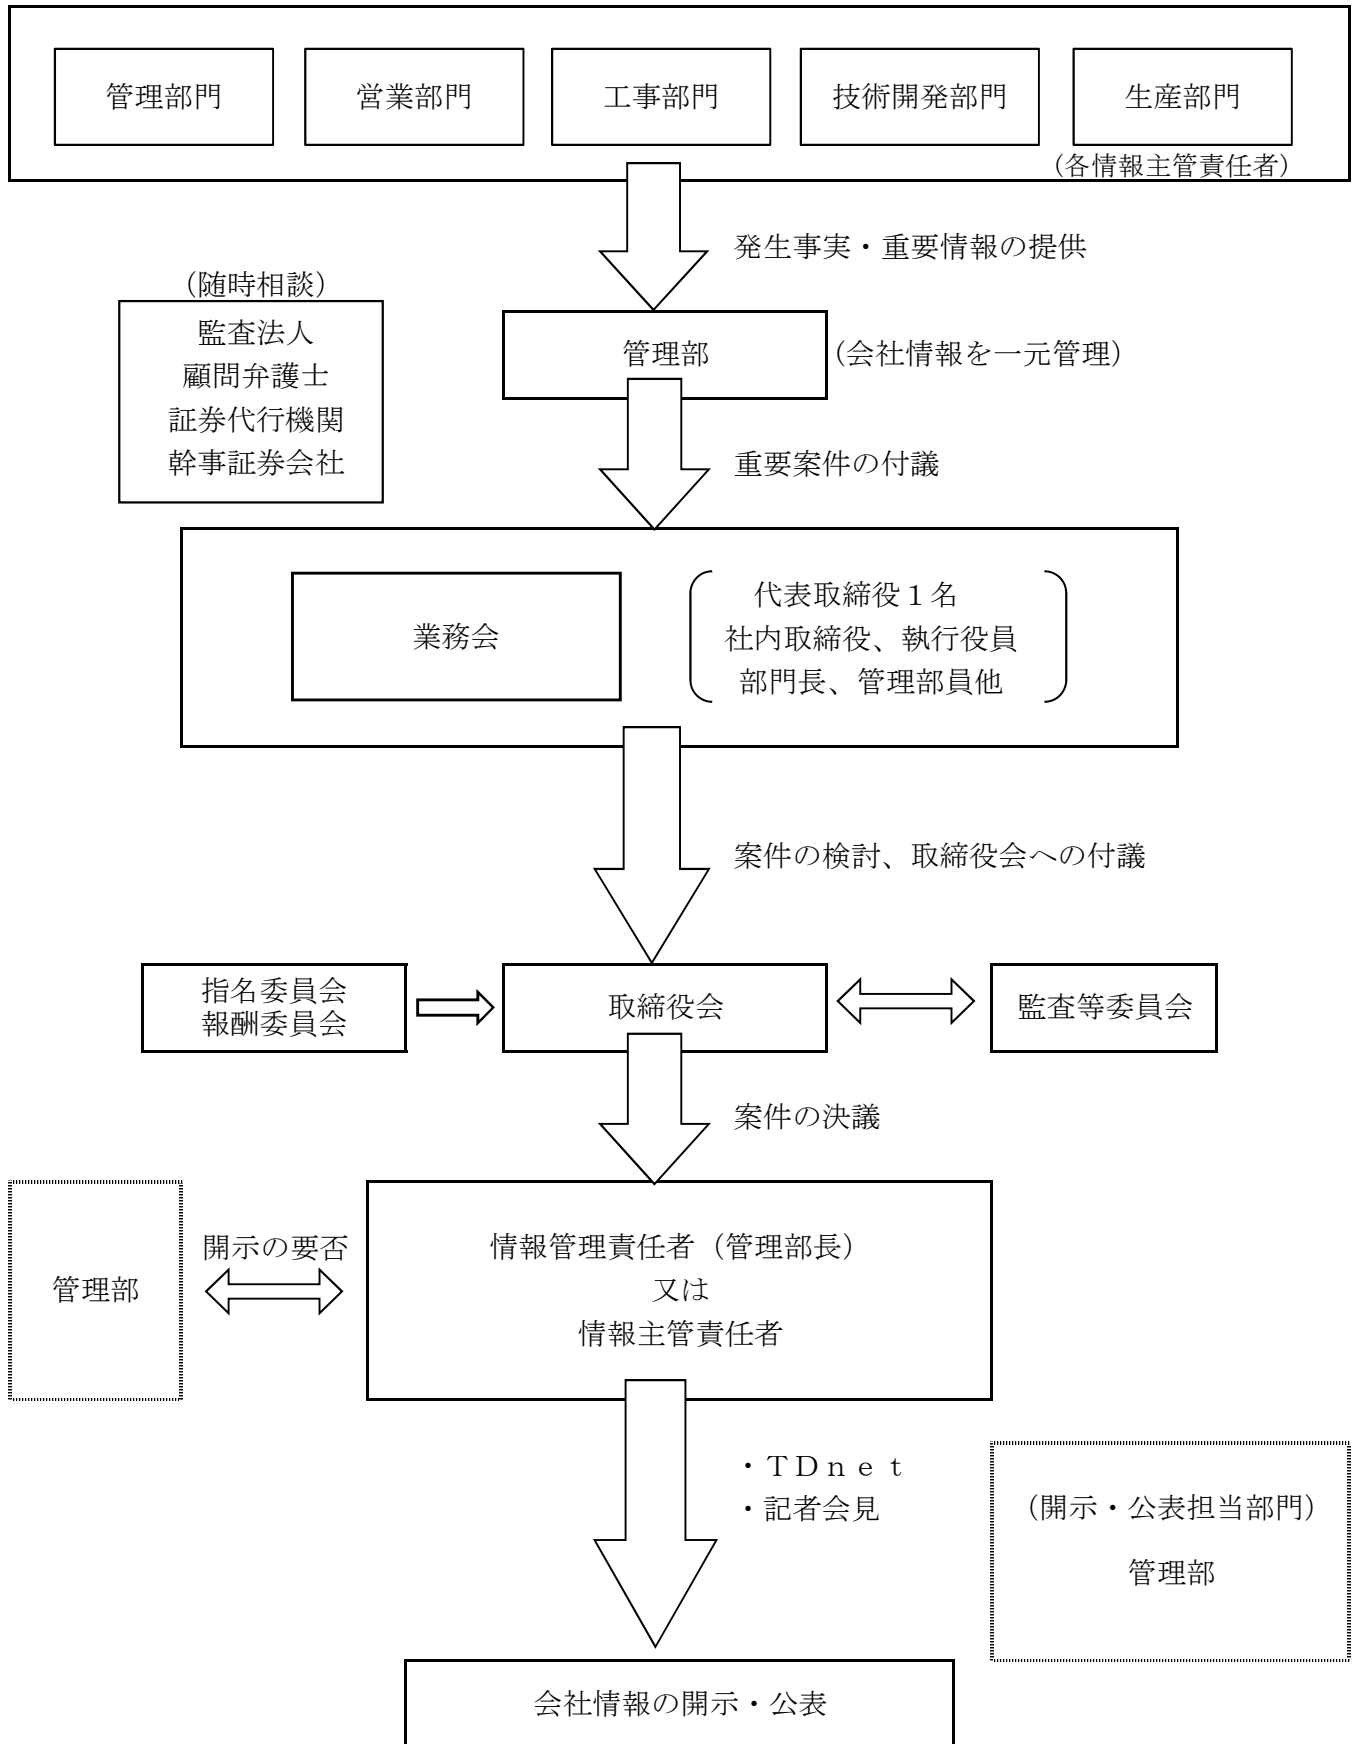 管理部門
営業部門
工事部門
技術開発部門
生産部門
（各情報主管責任者）
発生事実・重要情報の提供
（随時相談）
監査法人
顧問弁護士
証券代行機関
幹事証券会社
管理部
（会社情報を一元管理）
重要案件の付議
業務会
代表取締役１名
社内取締役、執行役員
部門長、管理部員他
案件の検討、取締役会への付議
指名委員会
報酬委員会
取締役会
監査等委員会
案件の決議
管理部
開示の要否
情報管理責任者（管理部長）
又は
情報主管責任者
・ＴＤｎｅｔ
・記者会見
（開示・公表担当部門）
管理部
会社情報の開示・公表